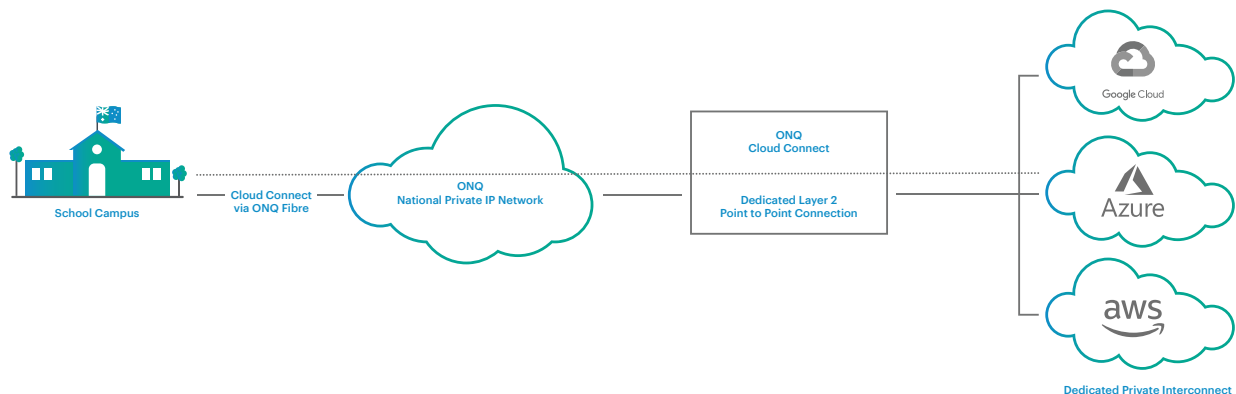 School Campus
Cloud Connect
via ONQ Fibre
ONQ
National Private IP Network
ONQ
Cloud Connect
Dedicated Layer 2
Point to Point Connection
Google Cloud
Azure
aws
Dedicated Private Interconnect